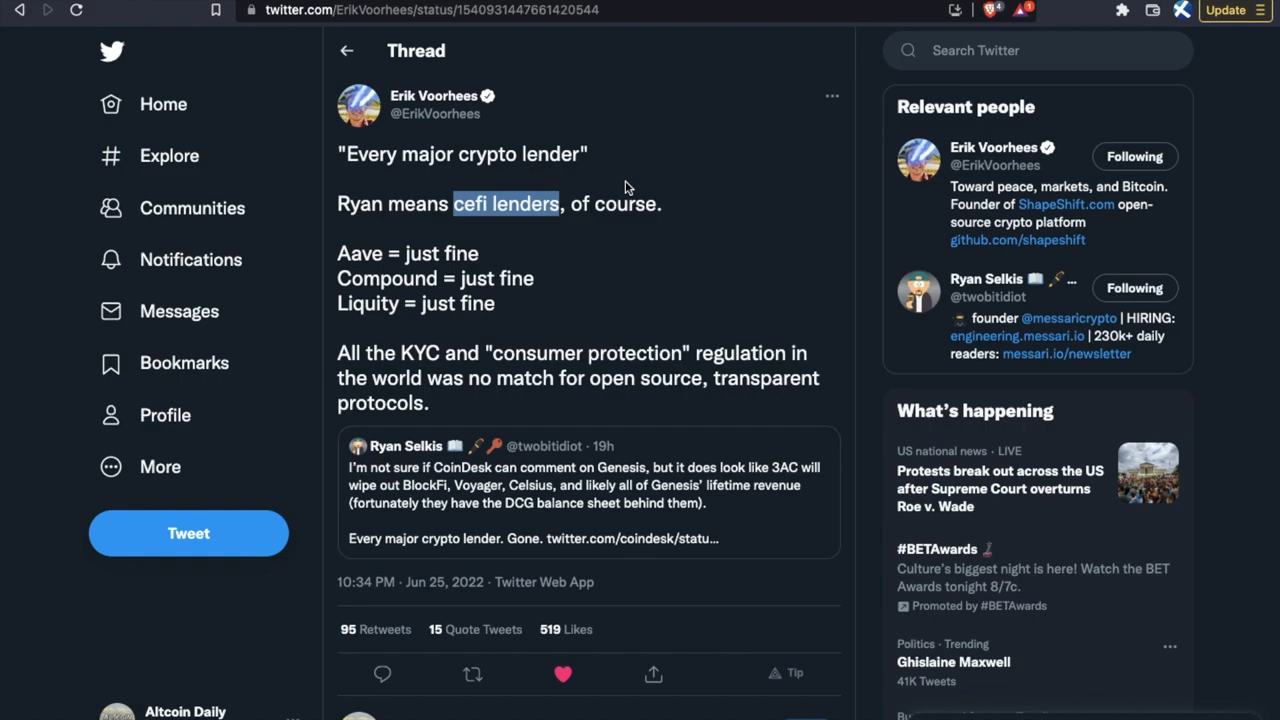 twitter.com/ErikVoorhees/status/1540931447661420544
4
1
Update
Home
Explore
Communities
Notifications
Messages
Bookmarks
Profile
More
Tweet
Altcoin Daily
Thread
Erik Voorhees
@ErikVoorhees
"Every major crypto lender"
Ryan means cefi lenders, of course.
Aave = just fine
Compound = just fine
Liquity = just fine
All the KYC and "consumer protection" regulation in
the world was no match for open source, transparent
protocols.
Ryan Selkis @twobitidiot · 19h
I'm not sure if CoinDesk can comment on Genesis, but it does look like 3AC will
wipe out BlockFi, Voyager, Celsius, and likely all of Genesis' lifetime revenue
(fortunately they have the DCG balance sheet behind them).
Every major crypto lender. Gone. twitter.com/coindesk/statu...
10:34 PM · Jun 25, 2022 · Twitter Web App
95 Retweets 15 Quote Tweets 519 Likes
Tip
Search Twitter
Relevant people
Erik Voorhees
@ErikVoorhees
Following
Toward peace, markets, and Bitcoin.
Founder of ShapeShift.com open-
source crypto platform
github.com/shapeshift
Ryan Selkis ...
@twobitidiot
Following
founder @messaricrypto | HIRING:
engineering.messari.io | 230k+ daily
readers: messari.io/newsletter
What's happening
US national news · LIVE
Protests break out across the US
after Supreme Court overturns
Roe v. Wade
#BETAwards
Culture's biggest night is here! Watch the BET
Awards tonight 8/7c.
Promoted by #BETAwards
Politics · Trending
Ghislaine Maxwell
41K Tweets